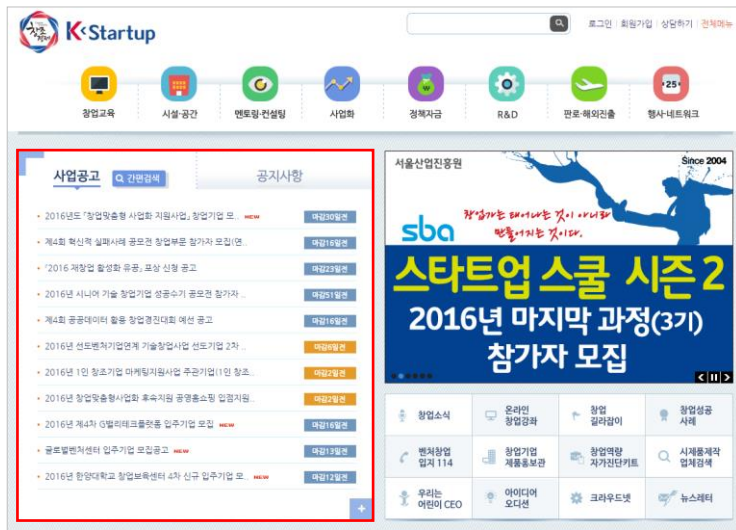 K Startup
로그인 회원가입 상담하기 전체메뉴
창업교육 시설·공간 멘토링·컨설팅 사업화 정책자금 R&D 판로·해외진출 행사·네트워크
25
사업공고 간편검색 공지사항
2016년도 「창업맞춤형 사업화 지원사업」 창업기업 모... NEW 마감30일전
제4회 혁신적 실패사례 공모전 창업부문 참가자 모집(연... 마감16일전
「2016 재창업 활성화 유공」 포상 신청 공고 마감23일전
2016년 시니어 기술 창업기업 성공수기 공모전 참가자 .. 마감51일전
제4회 공공데이터 활용 창업경진대회 예선 공고 마감16일전
2016년 선도벤처기업연계 기술창업사업 선도기업 2차 .. 마감6일전
2016년 1인 창조기업 마케팅지원사업 주관기업(1인 창조.. 마감2일전
2016년 창업맞춤형사업화 후속지원 공영홈쇼핑 입점지원.. 마감2일전
2016년 제4차 G밸리테크플랫폼 입주기업 모집 NEW 마감16일전
글로벌벤처센터 입주기업 모집공고 NEW 마감13일전
2016년 한양대학교 창업보육센터 4차 신규 입주기업 모.. NEW 마감12일전
+
서울산업진흥원
Since 2004
창업가는 태어나는 것이 아니라
만들어지는 것이다.
sba
스타트업 스쿨 시즌 2
2016년 마지막 과정(3기)
참가자 모집
창업소식 온라인 창업강좌 창업 길라잡이 창업성공 사례
벤처창업 입지 114 창업기업 제품홍보관 창업역량 자가진단키트 시제품제작 업체검색
우리는 어린이 CEO 아이디어 오디션 크라우드넷 뉴스레터